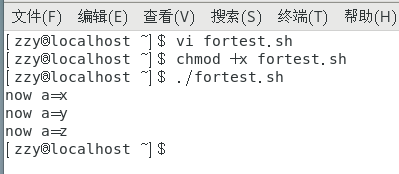 文件(F) 编辑(E) 查看(V) 搜索(S) 终端(T) 帮助(H)
[zzy@localhost ~]$ vi fortest.sh
[zzy@localhost ~]$ chmod +x fortest.sh
[zzy@localhost ~]$ ./fortest.sh
now a=x
now a=y
now a=z
[zzy@localhost ~]$